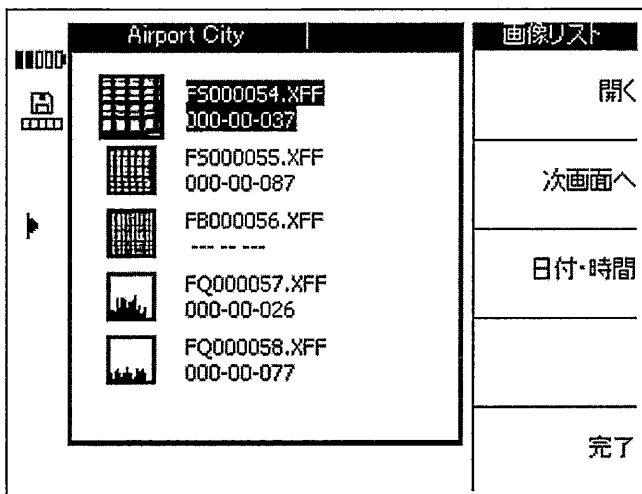 Airport City
画像リスト
FS000054.XFF
000-00-037
開く
FS000055.XFF
000-00-087
次画面へ
FB000056.XFF
--- -- ---
日付・時間
FQ000057.XFF
000-00-026
FQ000058.XFF
000-00-077
完了